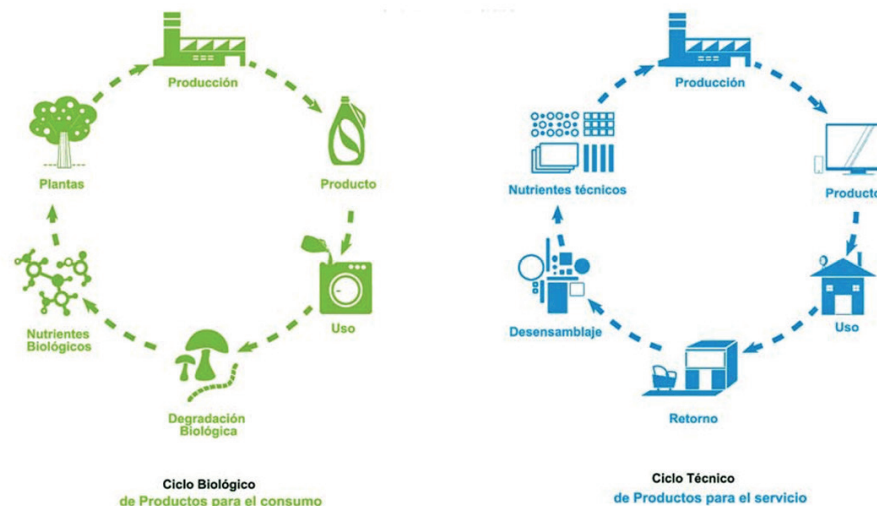 Producción
Plantas
Producto
Nutrientes
Biológicos
Uso
Degradación
Biológica
Ciclo Biológico
de Productos para el consumo
Producción
Nutrientes técnicos
Producto
Desensamblaje
Uso
Retorno
Ciclo Técnico
de Productos para el servicio